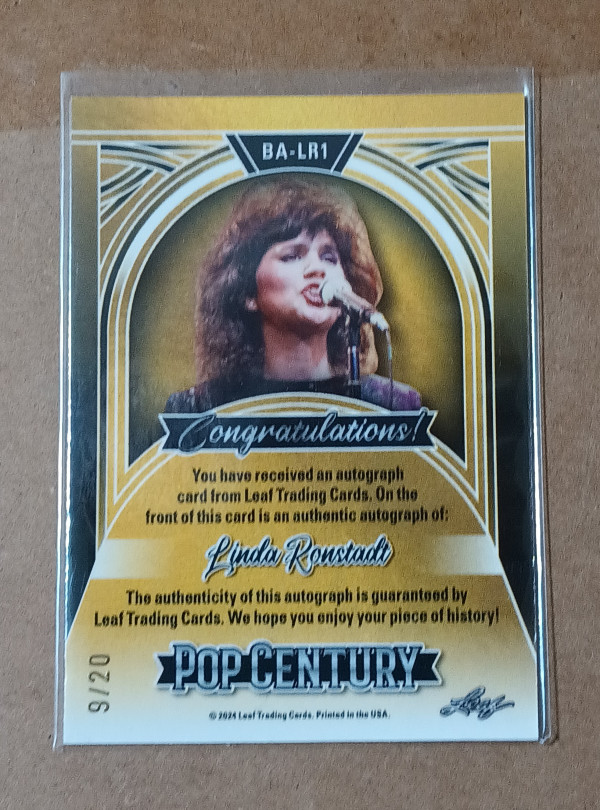 BA-LR1
Congratulations!
You have received an autograph
card from Leaf Trading Cards. On the
front of this card is an authentic autograph of:
Linda Ronstadt
The authenticity of this autograph is guaranteed by
Leaf Trading Cards. We hope you enjoy your piece of history!
9/20
POP CENTURY
Leaf
© 2024 Leaf Trading Cards. Printed in the USA.